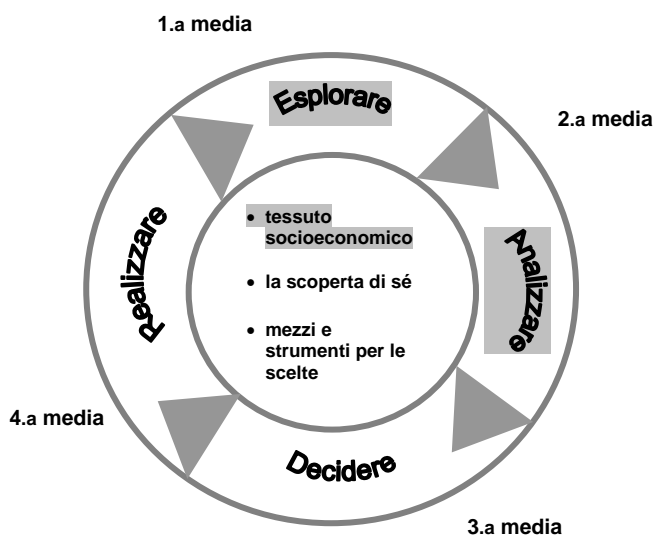 1.a media
Esplorare
2.a media
Analizzare
• tessuto
socioeconomico
• la scoperta di sé
• mezzi e
strumenti per le
scelte
Realizzare
4.a media
Decidere
3.a media